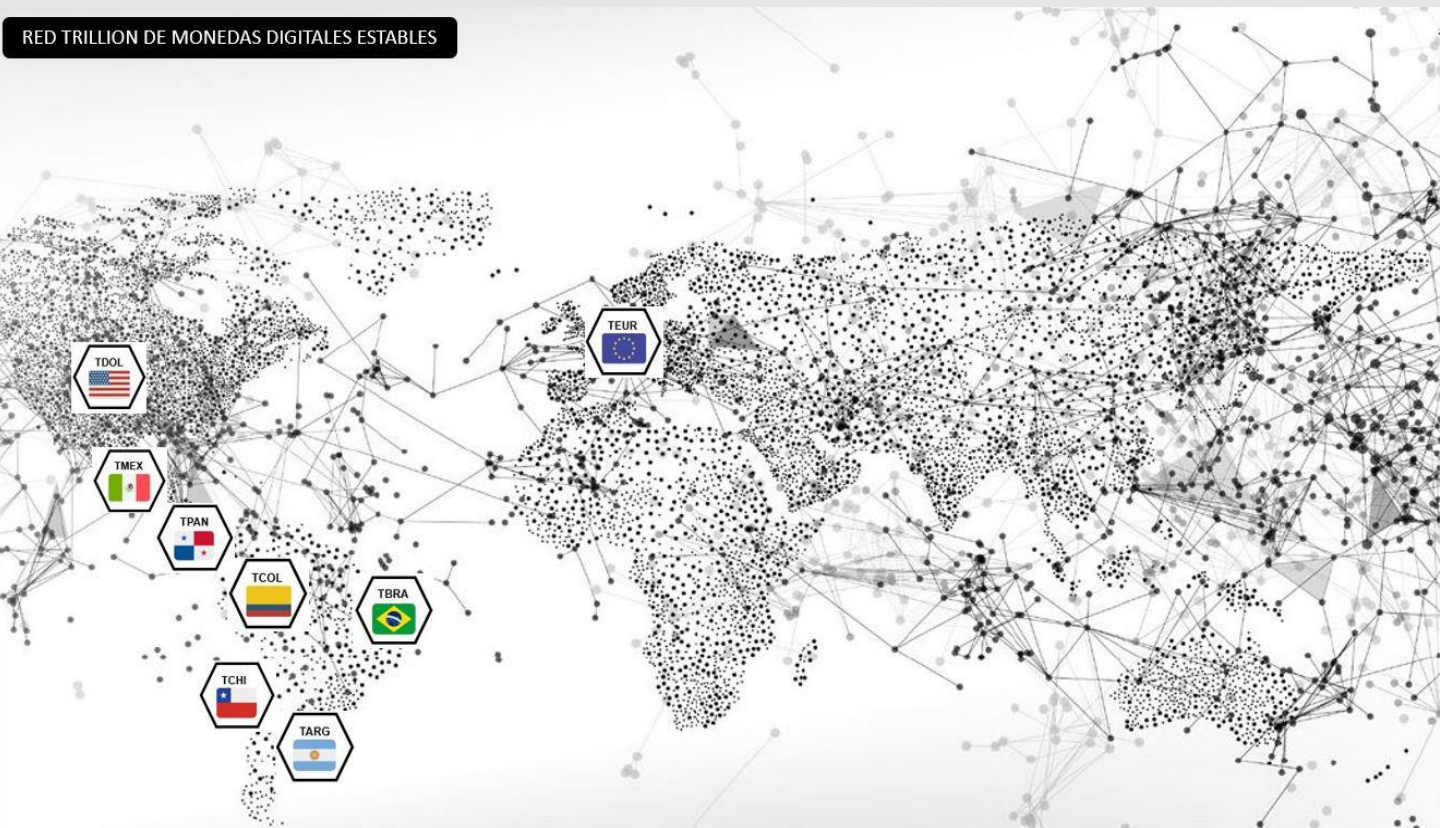 RED TRILLION DE MONEDAS DIGITALES ESTABLES
TEUR
TDOL
TMEX
TPAN
TCOL
TBRA
TCHI
TARG